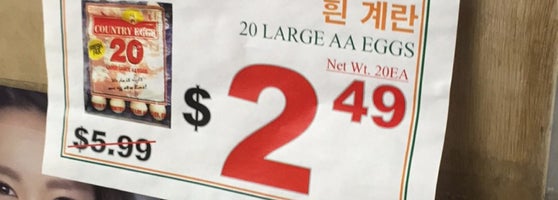 흰 계란
20 LARGE AA EGGS
Net Wt. 20EA
COUNTRY EGGS
20
$5.99
$2.49